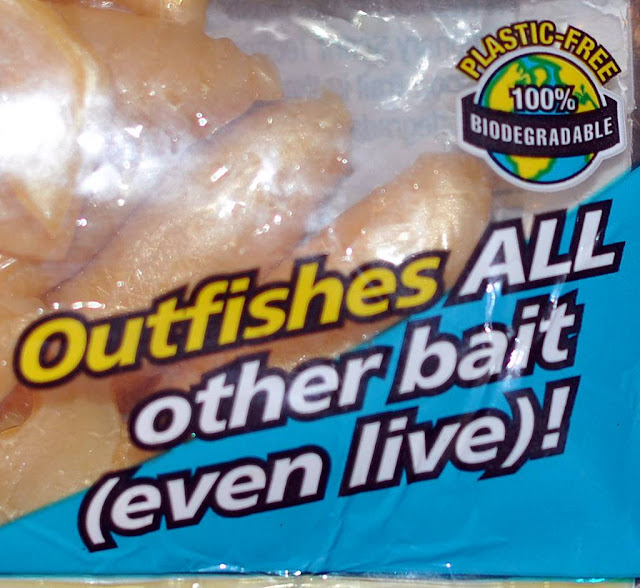 PLASTIC-FREE
100%
BIODEGRADABLE
Outfishes ALL
other bait
(even live)!